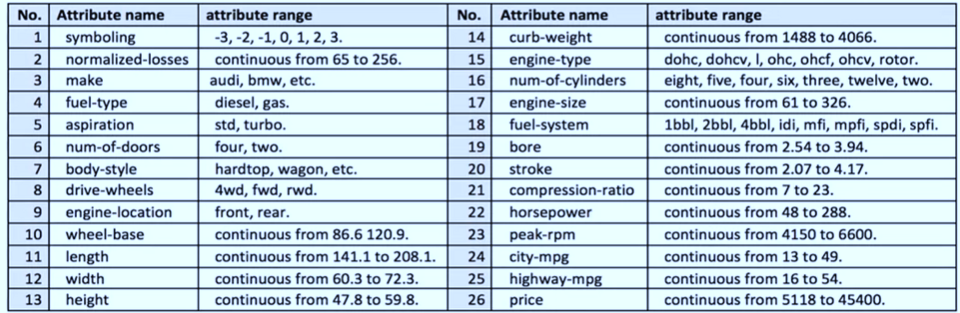 No. Attribute name attribute range No. Attribute name attribute range
1 symboling -3, -2, -1, 0, 1, 2, 3. 14 curb-weight continuous from 1488 to 4066.
2 normalized-losses continuous from 65 to 256. 15 engine-type dohc, dohcv, l, ohc, ohcf, ohcv, rotor.
3 make audi, bmw, etc. 16 num-of-cylinders eight, five, four, six, three, twelve, two.
4 fuel-type diesel, gas. 17 engine-size continuous from 61 to 326.
5 aspiration std, turbo. 18 fuel-system 1bbl, 2bbl, 4bbl, idi, mfi, mpfi, spdi, spfi.
6 num-of-doors four, two. 19 bore continuous from 2.54 to 3.94.
7 body-style hardtop, wagon, etc. 20 stroke continuous from 2.07 to 4.17.
8 drive-wheels 4wd, fwd, rwd. 21 compression-ratio continuous from 7 to 23.
9 engine-location front, rear. 22 horsepower continuous from 48 to 288.
10 wheel-base continuous from 86.6 120.9. 23 peak-rpm continuous from 4150 to 6600.
11 length continuous from 141.1 to 208.1. 24 city-mpg continuous from 13 to 49.
12 width continuous from 60.3 to 72.3. 25 highway-mpg continuous from 16 to 54.
13 height continuous from 47.8 to 59.8. 26 price continuous from 5118 to 45400.